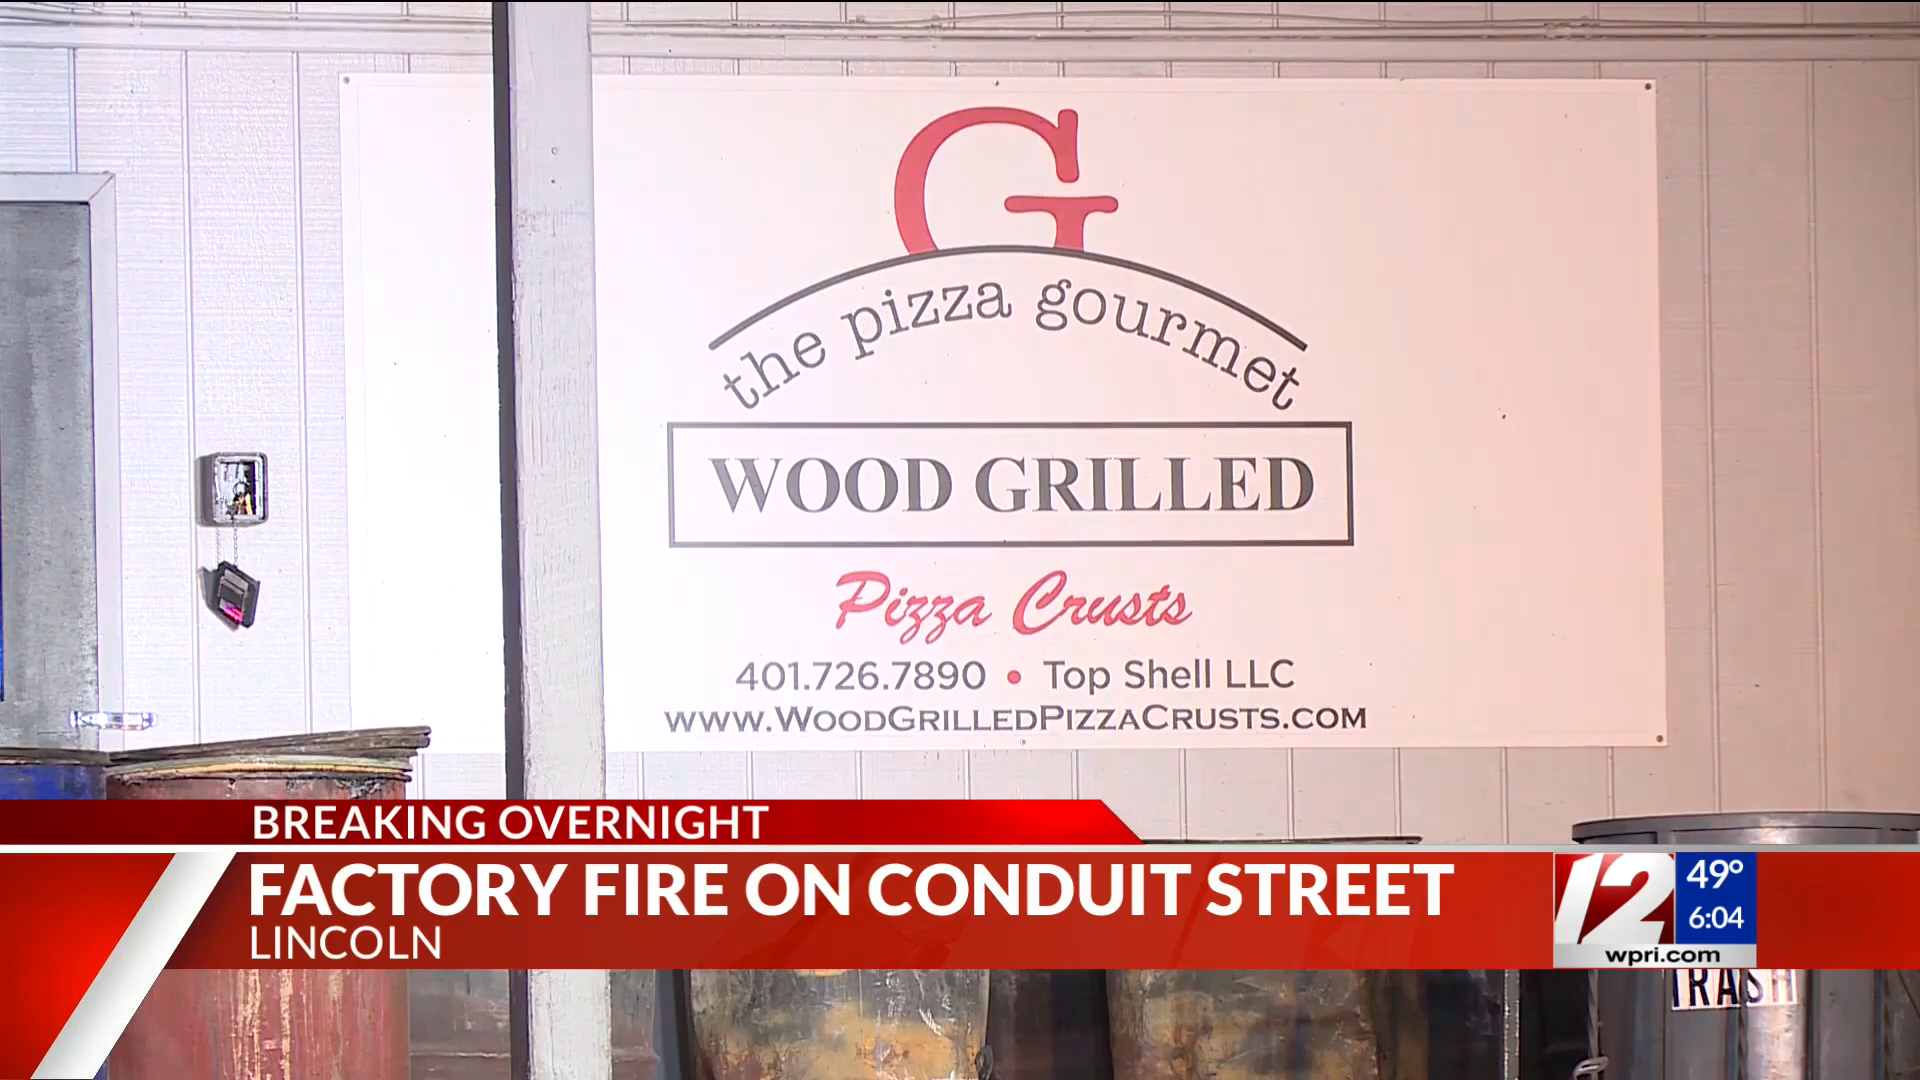 G
the pizza gourmet
WOOD GRILLED
Pizza Crusts
401.726.7890 • Top Shell LLC
www.WoodGrilledPizzaCrusts.com
BREAKING OVERNIGHT
FACTORY FIRE ON CONDUIT STREET
LINCOLN
12
49°
6:04
wpri.com
TRASH